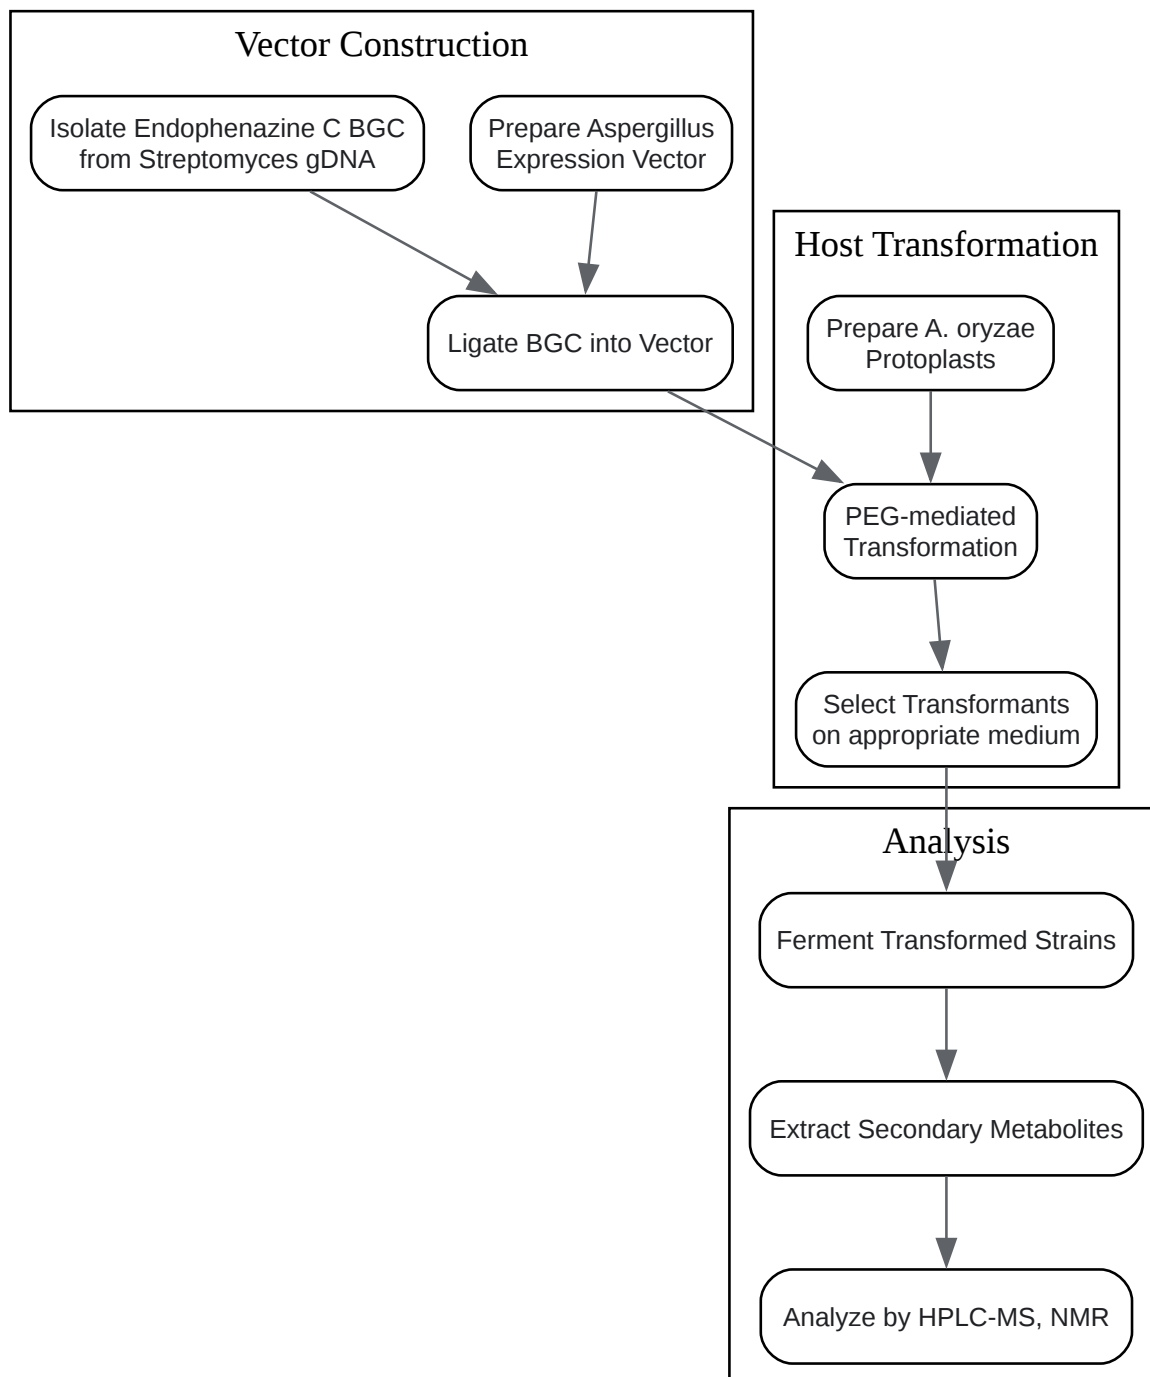 Vector Construction
Isolate Endophenazine C BGC
from Streptomyces gDNA
Prepare Aspergillus
Expression Vector
Ligate BGC into Vector
Host Transformation
Prepare A. oryzae
Protoplasts
PEG-mediated
Transformation
Select Transformants
on appropriate medium
Analysis
Ferment Transformed Strains
Extract Secondary Metabolites
Analyze by HPLC-MS, NMR